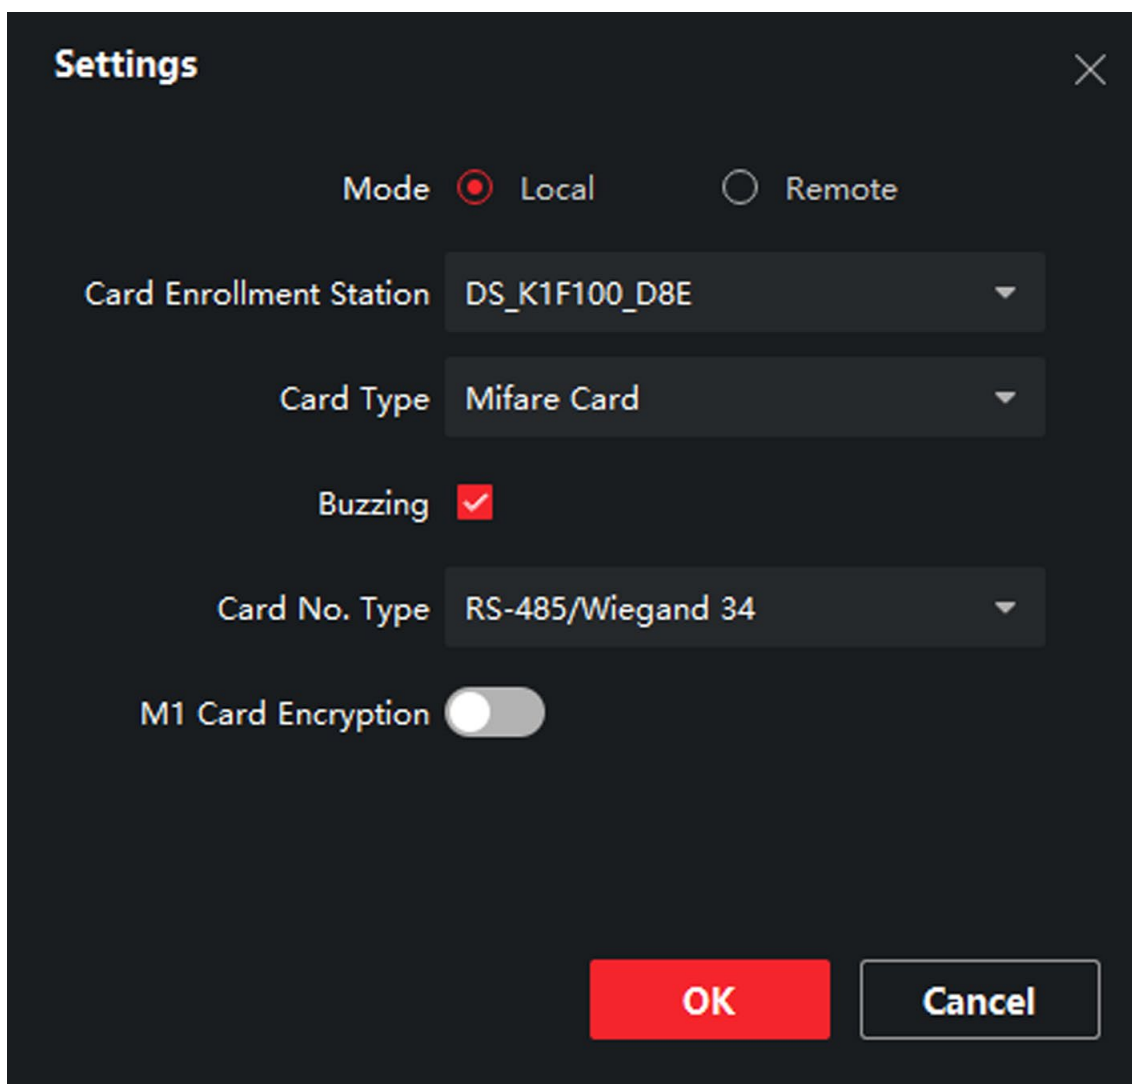 Settings
Mode Local Remote
Card Enrollment Station DS_K1F100_D8E
Card Type Mifare Card
Buzzing
Card No. Type RS-485/Wiegand 34
M1 Card Encryption
OK Cancel